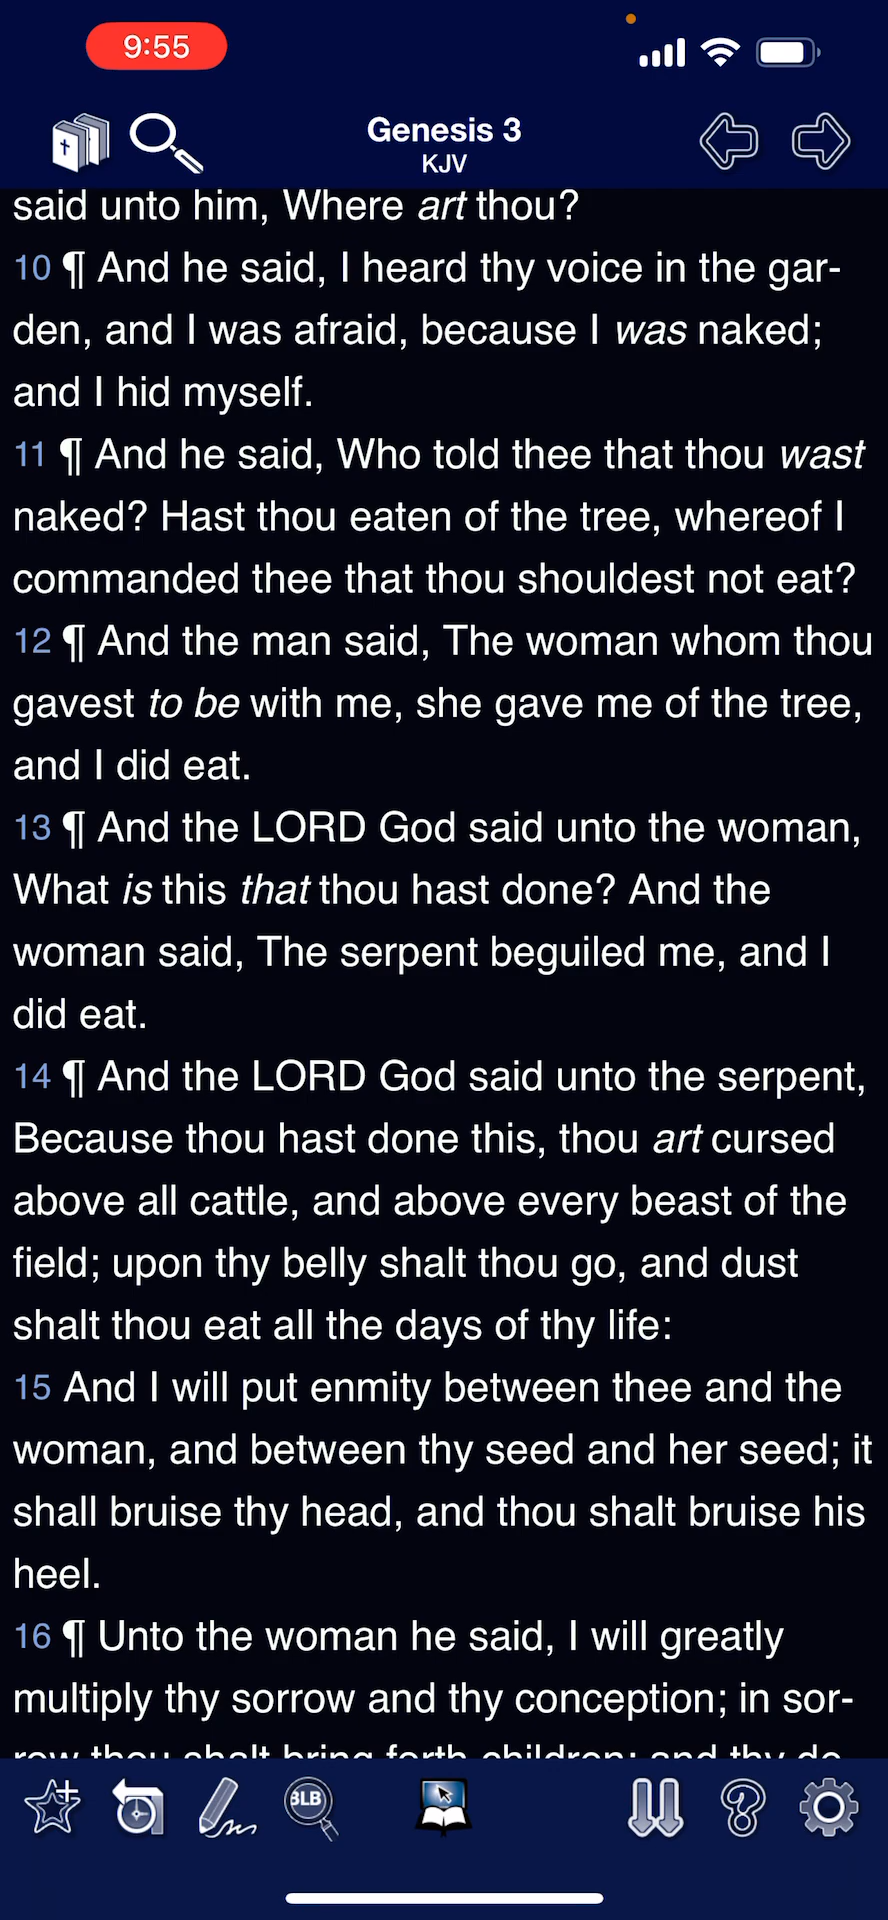 9:55
Genesis 3
KJV
said unto him, Where art thou?
10 ¶ And he said, I heard thy voice in the gar-
den, and I was afraid, because I was naked;
and I hid myself.
11 ¶ And he said, Who told thee that thou wast
naked? Hast thou eaten of the tree, whereof I
commanded thee that thou shouldest not eat?
12 ¶ And the man said, The woman whom thou
gavest to be with me, she gave me of the tree,
and I did eat.
13 ¶ And the LORD God said unto the woman,
What is this that thou hast done? And the
woman said, The serpent beguiled me, and I
did eat.
14 ¶ And the LORD God said unto the serpent,
Because thou hast done this, thou art cursed
above all cattle, and above every beast of the
field; upon thy belly shalt thou go, and dust
shalt thou eat all the days of thy life:
15 And I will put enmity between thee and the
woman, and between thy seed and her seed; it
shall bruise thy head, and thou shalt bruise his
heel.
16 ¶ Unto the woman he said, I will greatly
multiply thy sorrow and thy conception; in sor-
row thou shalt bring forth children; and thy de-
BLB